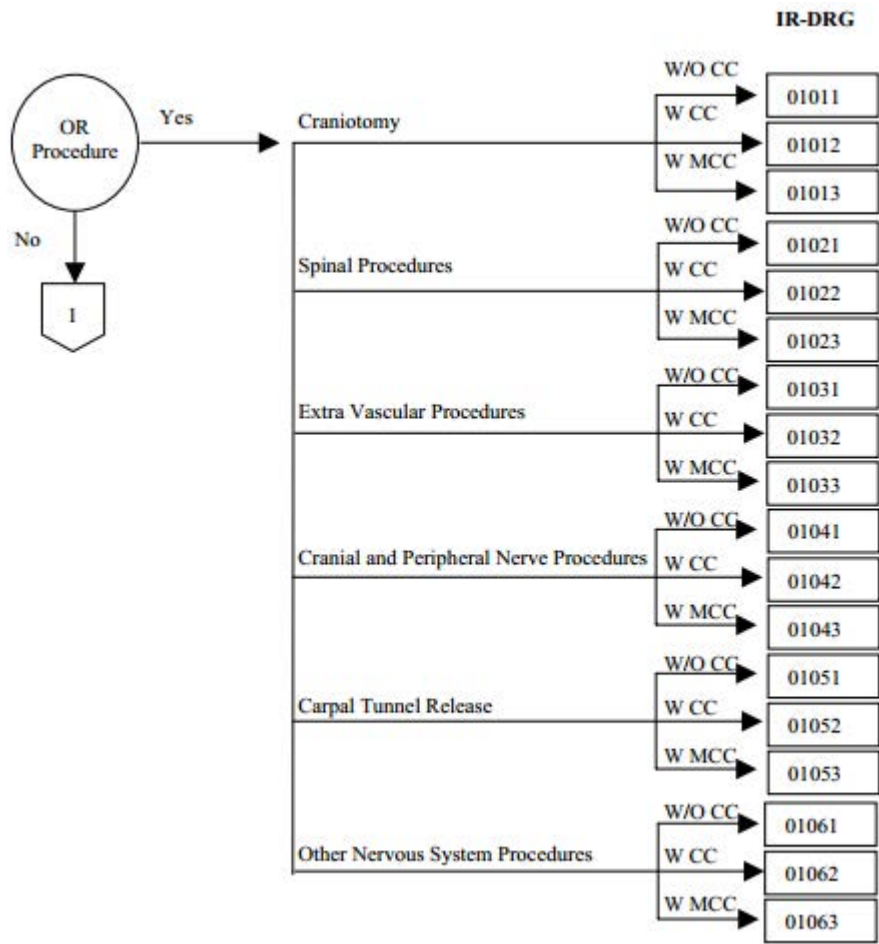 IR-DRG
OR
Procedure
Yes
No
1
Craniotomy
W/O CC
01011
W CC
01012
W MCC
01013
Spinal Procedures
W/O CC
01021
W CC
01022
W MCC
01023
Extra Vascular Procedures
W/O CC
01031
W CC
01032
W MCC
01033
Cranial and Peripheral Nerve Procedures
W/O CC
01041
W CC
01042
W MCC
01043
Carpal Tunnel Release
W/O CC
01051
W CC
01052
W MCC
01053
Other Nervous System Procedures
W/O CC
01061
W CC
01062
W MCC
01063